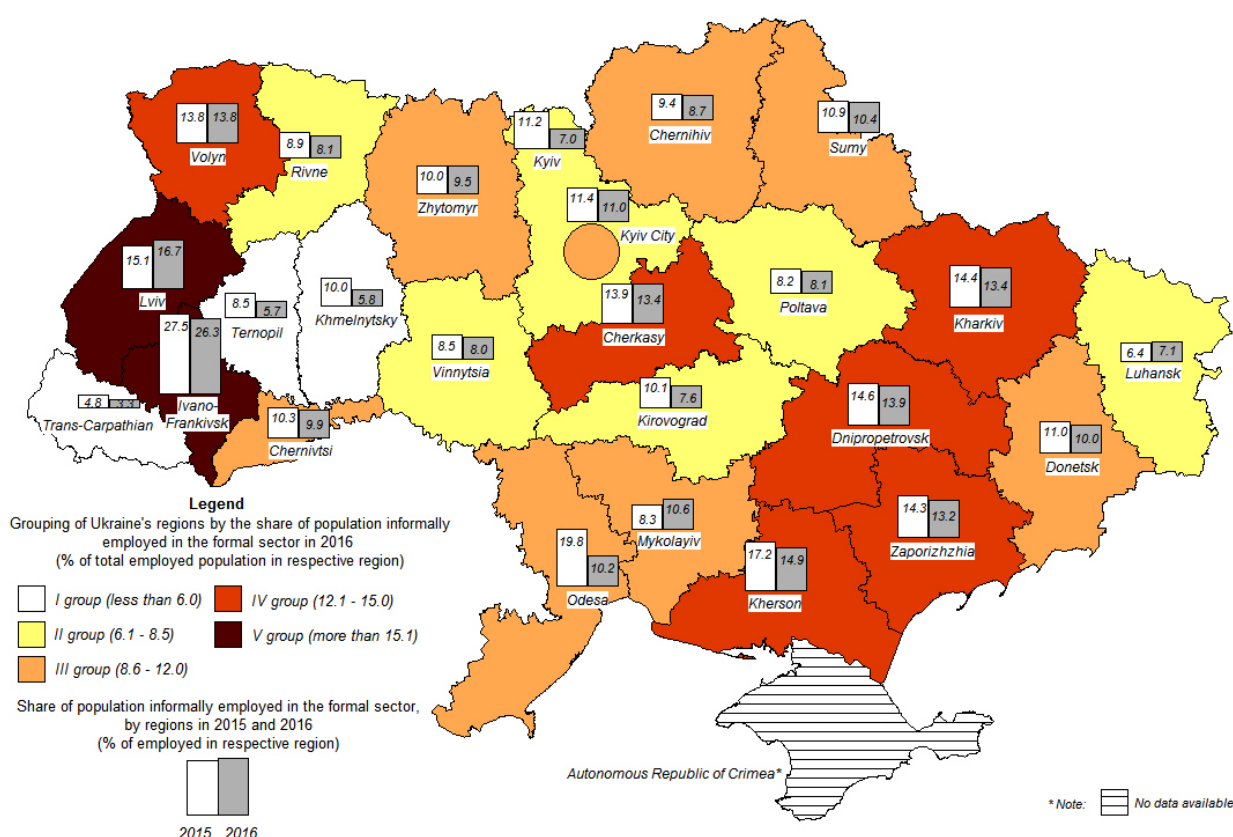 9.4 8.7
Chernihiv
10.9 10.4
Sumy
13.8 13.8
Volyn
8.9 8.1
Rivne
11.2 7.0
Kyiv
10.0 9.5
Zhytomyr
11.4 11.0
Kyiv City
15.1 16.7
Lviv
8.5 5.7
Ternopil
10.0 5.8
Khmelnytsky
13.9 13.4
Cherkasy
8.2 8.1
Poltava
14.4 13.4
Kharkiv
6.4 7.1
Luhansk
27.5 26.3
Ivano-
Frankivsk
8.5 8.0
Vinnytsia
10.1 7.6
Kirovograd
14.6 13.9
Dnipropetrovsk
4.8 3.3
Trans-Carpathian
10.3 9.9
Chernivtsi
11.0 10.0
Donetsk
8.3 10.6
Mykolayiv
19.8 10.2
Odesa
17.2 14.9
Kherson
14.3 13.2
Zaporizhzhia
Legend
Grouping of Ukraine's regions by the share of population informally
employed in the formal sector in 2016
(% of total employed population in respective region)
I group (less than 6.0) IV group (12.1 - 15.0)
II group (6.1 - 8.5) V group (more than 15.1)
III group (8.6 - 12.0)
Share of population informally employed in the formal sector,
by regions in 2015 and 2016
(% of employed in respective region)
2015 2016
Autonomous Republic of Crimea*
* Note: No data available